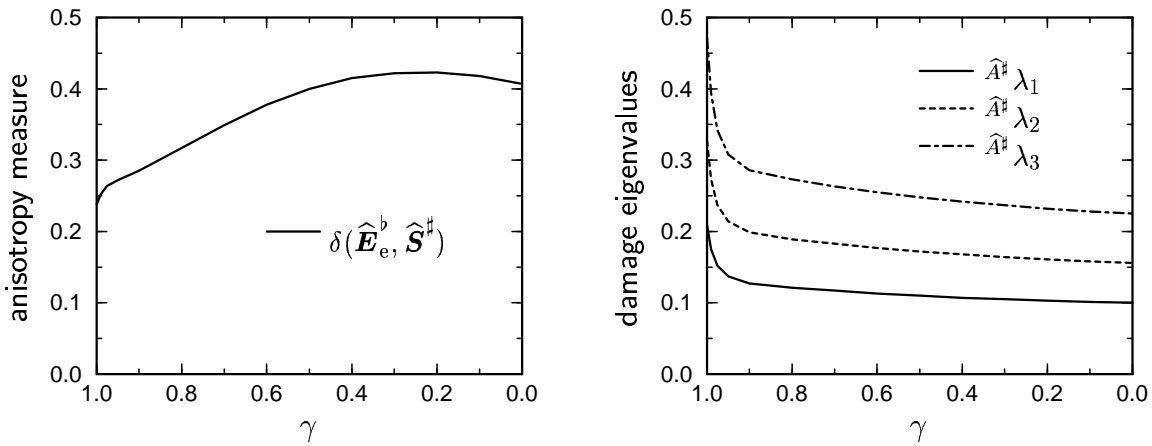 anisotropy measure
0.5
0.4
0.3
0.2
0.1
0.0
δ(Ê♭e, Ŝ♯)
1.0 0.8 0.6 0.4 0.2 0.0
γ
damage eigenvalues
0.5
0.4
0.3
0.2
0.1
0.0
Â♯ λ1
Â♯ λ2
Â♯ λ3
1.0 0.8 0.6 0.4 0.2 0.0
γ